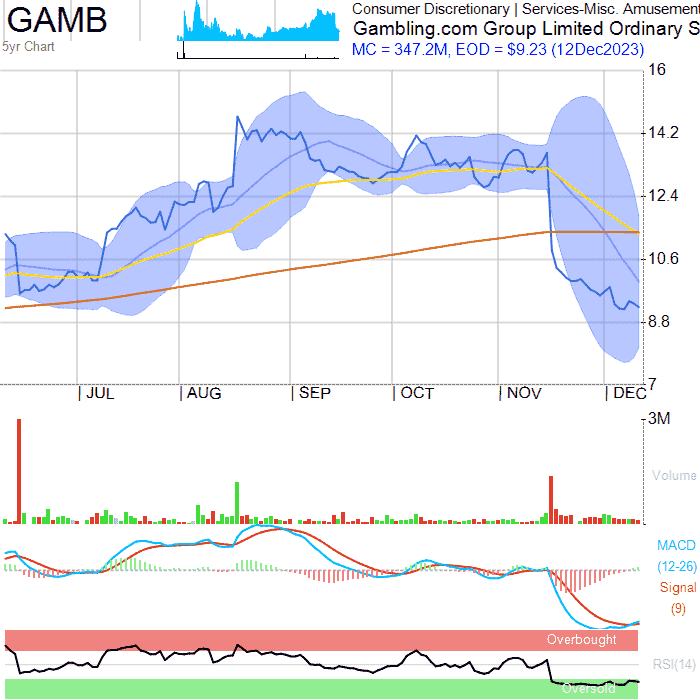 GAMB
5yr Chart
Consumer Discretionary | Services-Misc. Amusement
Gambling.com Group Limited Ordinary S
MC = 347.2M, EOD = $9.23 (12Dec2023)
16
14.2
12.4
10.6
8.8
7
| JUL | AUG | SEP | OCT | NOV | DEC
3M
Volume
MACD
(12-26)
Signal
(9)
Overbought
RSI(14)
Oversold